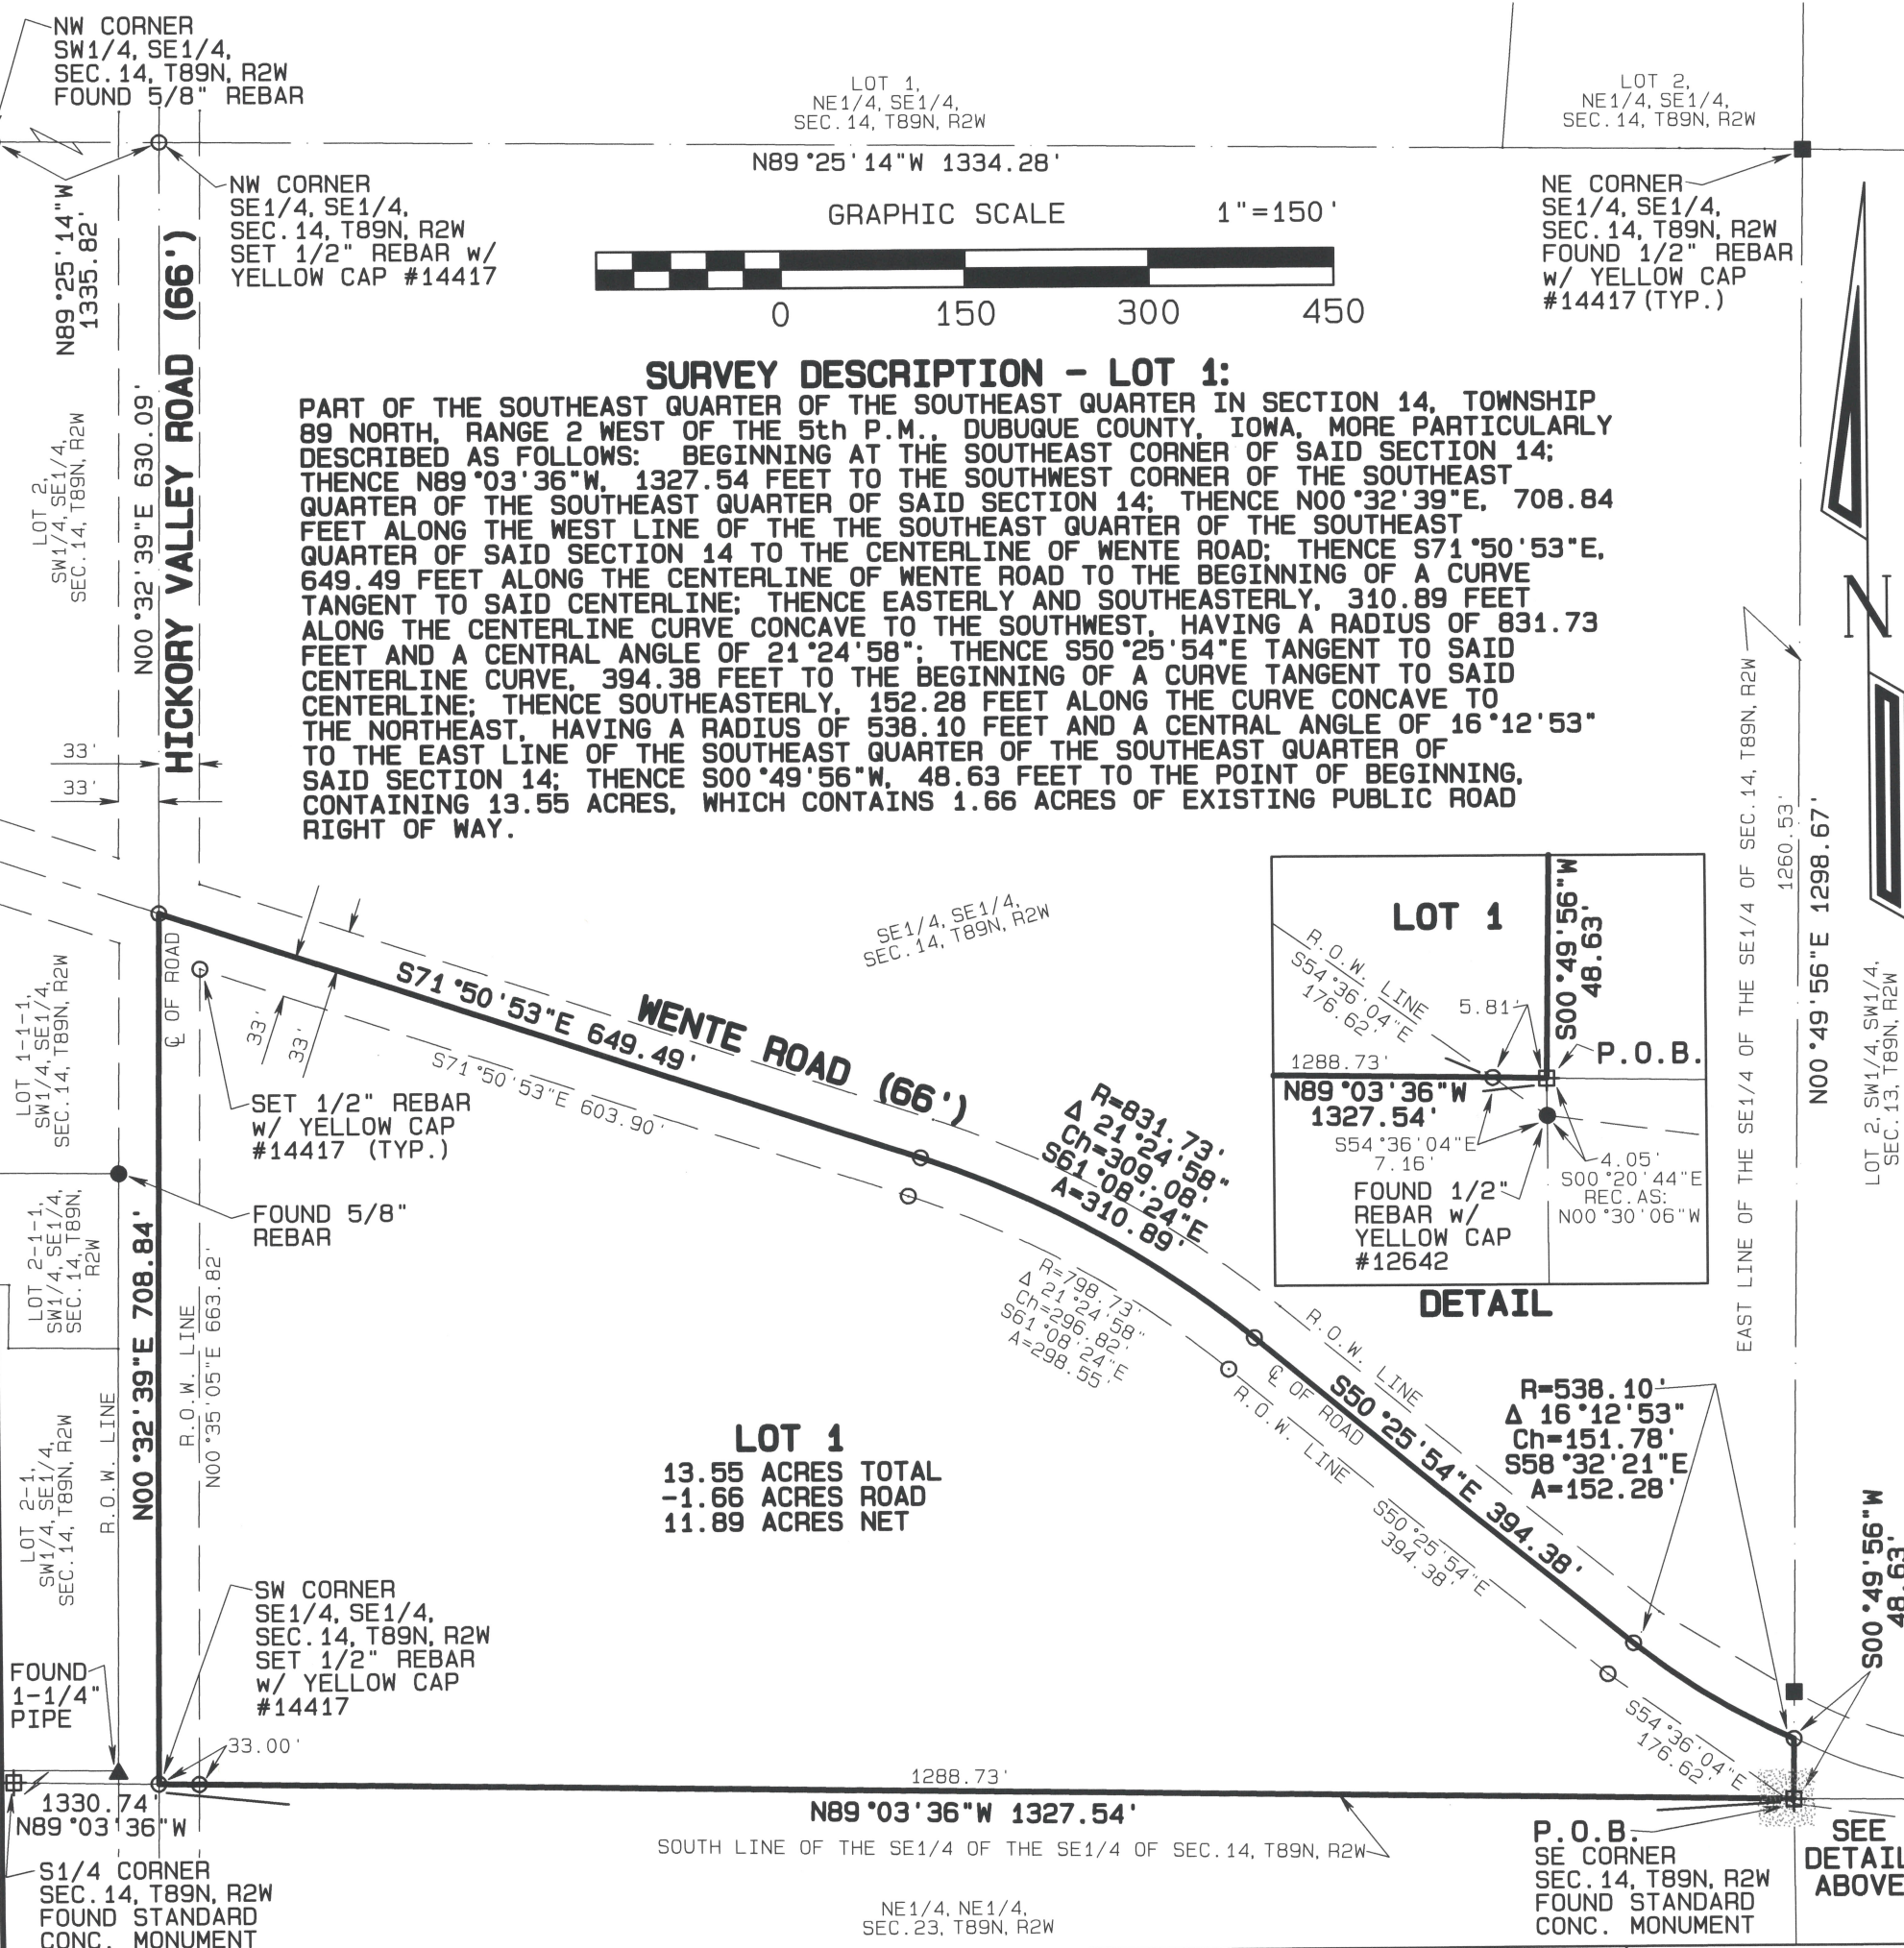 NW CORNER
SW1/4, SE1/4,
SEC. 14, T89N, R2W
FOUND 5/8" REBAR
LOT 1,
NE1/4, SE1/4,
SEC. 14, T89N, R2W
LOT 2,
NE1/4, SE1/4,
SEC. 14, T89N, R2W
N89°25'14"W 1334.28'
N89°25'14"W
1335.82'
NW CORNER
SE1/4, SE1/4,
SEC. 14, T89N, R2W
SET 1/2" REBAR w/
YELLOW CAP #14417
GRAPHIC SCALE 1"=150'
0 150 300 450
NE CORNER
SE1/4, SE1/4,
SEC. 14, T89N, R2W
FOUND 1/2" REBAR
w/ YELLOW CAP
#14417 (TYP.)
HICKORY VALLEY ROAD (66')
N00°32'39"E 630.09'
LOT 2,
SW1/4, SE1/4,
SEC. 14, T89N, R2W
SURVEY DESCRIPTION - LOT 1:
PART OF THE SOUTHEAST QUARTER OF THE SOUTHEAST QUARTER IN SECTION 14, TOWNSHIP
89 NORTH, RANGE 2 WEST OF THE 5th P.M., DUBUQUE COUNTY, IOWA, MORE PARTICULARLY
DESCRIBED AS FOLLOWS: BEGINNING AT THE SOUTHEAST CORNER OF SAID SECTION 14;
THENCE N89°03'36"W, 1327.54 FEET TO THE SOUTHWEST CORNER OF THE SOUTHEAST
QUARTER OF THE SOUTHEAST QUARTER OF SAID SECTION 14; THENCE N00°32'39"E, 708.84
FEET ALONG THE WEST LINE OF THE THE SOUTHEAST QUARTER OF THE SOUTHEAST
QUARTER OF SAID SECTION 14 TO THE CENTERLINE OF WENTE ROAD; THENCE S71°50'53"E,
649.49 FEET ALONG THE CENTERLINE OF WENTE ROAD TO THE BEGINNING OF A CURVE
TANGENT TO SAID CENTERLINE; THENCE EASTERLY AND SOUTHEASTERLY, 310.89 FEET
ALONG THE CENTERLINE CURVE CONCAVE TO THE SOUTHWEST, HAVING A RADIUS OF 831.73
FEET AND A CENTRAL ANGLE OF 21°24'58"; THENCE S50°25'54"E TANGENT TO SAID
CENTERLINE CURVE, 394.38 FEET TO THE BEGINNING OF A CURVE TANGENT TO SAID
CENTERLINE; THENCE SOUTHEASTERLY, 152.28 FEET ALONG THE CURVE CONCAVE TO
THE NORTHEAST, HAVING A RADIUS OF 538.10 FEET AND A CENTRAL ANGLE OF 16°12'53"
TO THE EAST LINE OF THE SOUTHEAST QUARTER OF THE SOUTHEAST QUARTER OF
SAID SECTION 14; THENCE S00°49'56"W, 48.63 FEET TO THE POINT OF BEGINNING,
CONTAINING 13.55 ACRES, WHICH CONTAINS 1.66 ACRES OF EXISTING PUBLIC ROAD
RIGHT OF WAY.
33'
33'
N
EAST LINE OF THE SE1/4 OF THE SE1/4 OF SEC. 14, T89N, R2W
1260.53'
N00°49'56"E 1298.67'
LOT 2, SW1/4, SW1/4,
SEC. 13, T89N, R2W
SE1/4, SE1/4,
SEC. 14, T89N, R2W
LOT 1
S00°49'56"W
48.63'
R.O.W. LINE
S54°36'04"E
176.62'
5.81'
P.O.B.
1288.73'
N89°03'36"W
1327.54'
S54°36'04"E
7.16'
4.05'
S00°20'44"E
REC. AS:
N00°30'06"W
FOUND 1/2"
REBAR w/
YELLOW CAP
#12642
DETAIL
℄ OF ROAD
LOT 1-1-1,
SW1/4, SE1/4,
SEC. 14, T89N, R2W
33'
33'
S71°50'53"E 649.49'
WENTE ROAD (66')
S71°50'53"E 603.90'
SET 1/2" REBAR
w/ YELLOW CAP
#14417 (TYP.)
FOUND 5/8"
REBAR
R=831.73'
Δ 21°24'58"
Ch=309.08'
S61°08'24"E
A=310.89'
R=798.73'
Δ 21°24'58"
Ch=296.82'
S61°08'24"E
A=298.55'
LOT 2-1-1,
SW1/4, SE1/4,
SEC. 14, T89N,
R2W
N00°32'39"E 708.84'
R.O.W. LINE
N00°35'05"E 663.82'
R.O.W. LINE
℄ OF ROAD
R.O.W. LINE
S50°25'54"E 394.38'
S50°25'54"E
394.38'
R=538.10'
Δ 16°12'53"
Ch=151.78'
S58°32'21"E
A=152.28'
LOT 1
13.55 ACRES TOTAL
-1.66 ACRES ROAD
11.89 ACRES NET
LOT 2-1,
SW1/4, SE1/4,
SEC. 14, T89N, R2W
R.O.W. LINE
SW CORNER
SE1/4, SE1/4,
SEC. 14, T89N, R2W
SET 1/2" REBAR
w/ YELLOW CAP
#14417
FOUND
1-1/4"
PIPE
33.00'
S00°49'56"W
48.63'
S54°36'04"E
176.62'
1288.73'
N89°03'36"W 1327.54'
SOUTH LINE OF THE SE1/4 OF THE SE1/4 OF SEC. 14, T89N, R2W
1330.74'
N89°03'36"W
S1/4 CORNER
SEC. 14, T89N, R2W
FOUND STANDARD
CONC. MONUMENT
NE1/4, NE1/4,
SEC. 23, T89N, R2W
P.O.B.
SE CORNER
SEC. 14, T89N, R2W
FOUND STANDARD
CONC. MONUMENT
SEE
DETAIL
ABOVE